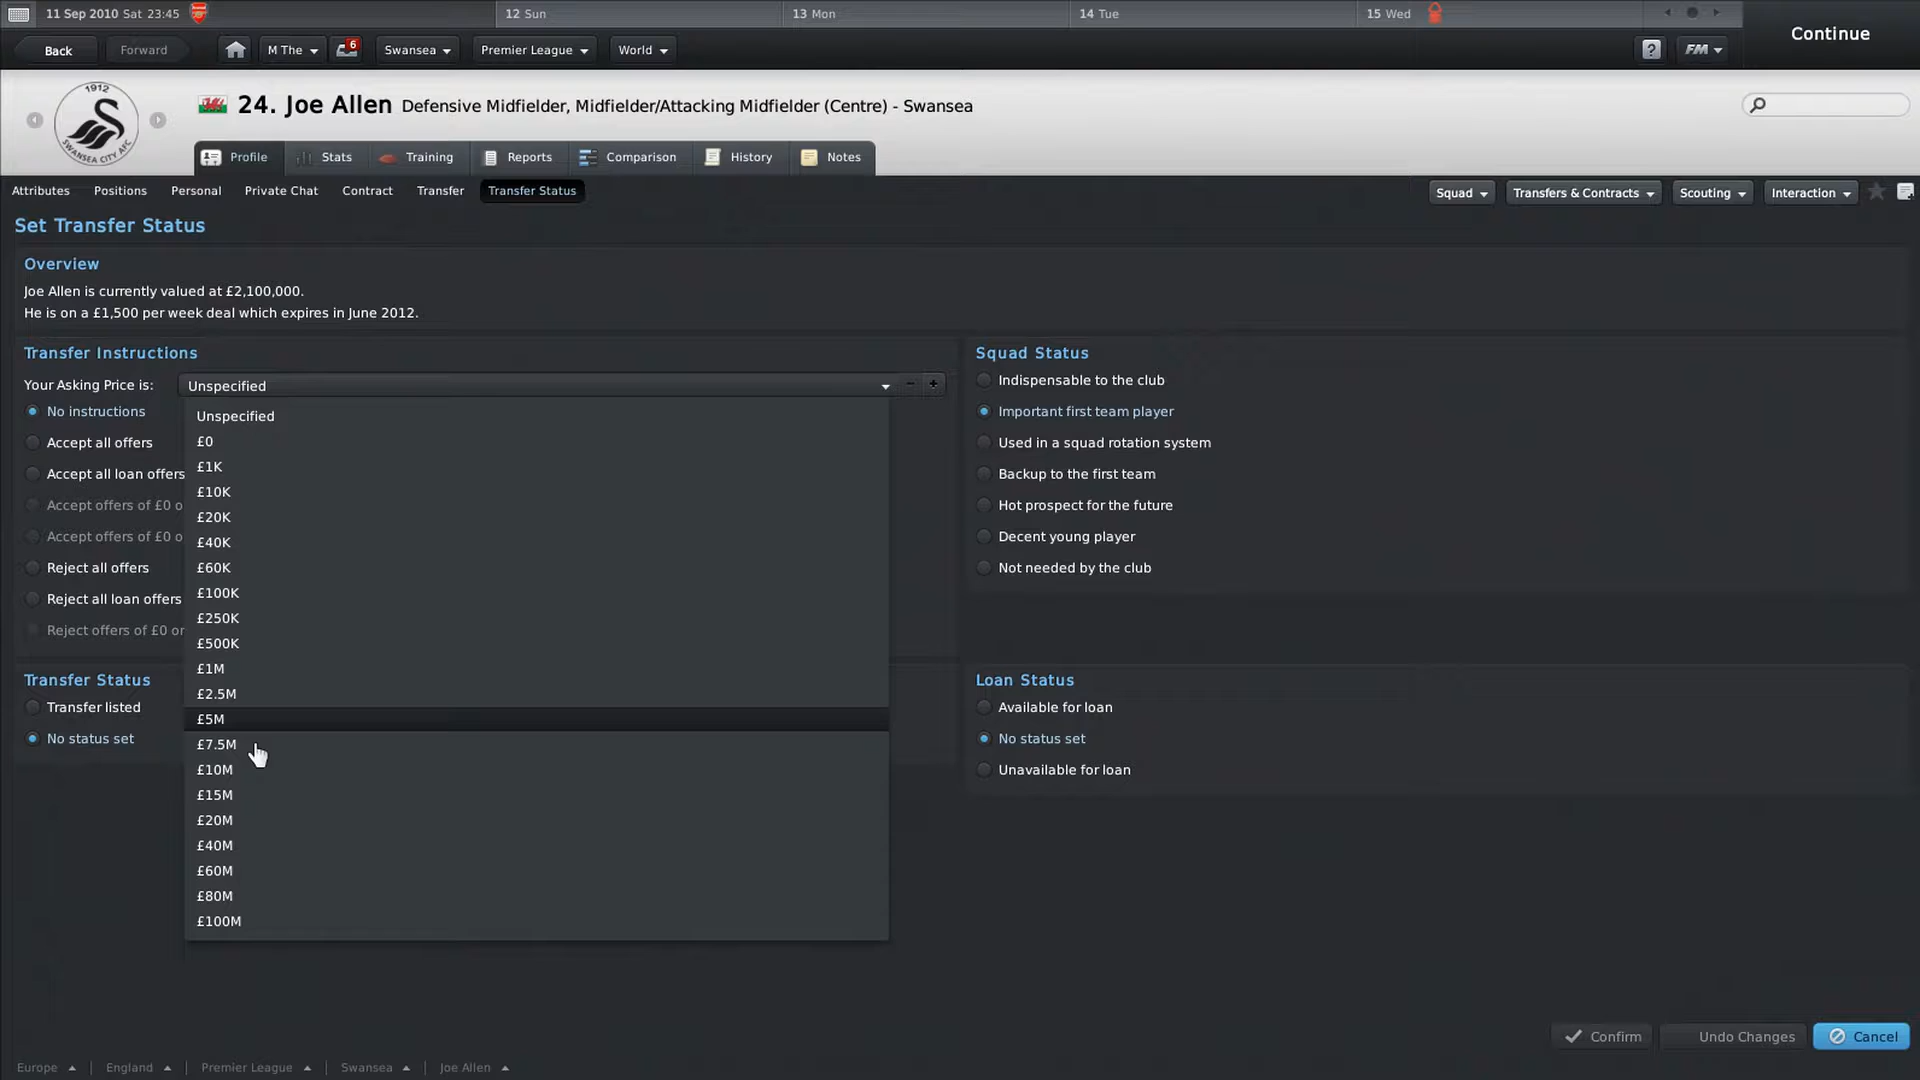 11 Sep 2010 Sat 23:45
12 Sun
13 Mon
14 Tue
15 Wed
Continue
Back
Forward
M The
6
Swansea
Premier League
World
?
FM
1912
SWANSEA CITY AFC
24. Joe Allen Defensive Midfielder, Midfielder/Attacking Midfielder (Centre) - Swansea
Profile
Stats
Training
Reports
Comparison
History
Notes
Attributes
Positions
Personal
Private Chat
Contract
Transfer
Transfer Status
Squad
Transfers & Contracts
Scouting
Interaction
Set Transfer Status
Overview
Joe Allen is currently valued at £2,100,000.
He is on a £1,500 per week deal which expires in June 2012.
Transfer Instructions
Your Asking Price is:
Unspecified
- +
No instructions
Accept all offers
Accept all loan offers
Accept offers of £0 o
Accept offers of £0 o
Reject all offers
Reject all loan offers
Reject offers of £0 or
Unspecified
£0
£1K
£10K
£20K
£40K
£60K
£100K
£250K
£500K
£1M
£2.5M
£5M
£7.5M
£10M
£15M
£20M
£40M
£60M
£80M
£100M
Squad Status
Indispensable to the club
Important first team player
Used in a squad rotation system
Backup to the first team
Hot prospect for the future
Decent young player
Not needed by the club
Transfer Status
Transfer listed
No status set
Loan Status
Available for loan
No status set
Unavailable for loan
Confirm
Undo Changes
Cancel
Europe
England
Premier League
Swansea
Joe Allen